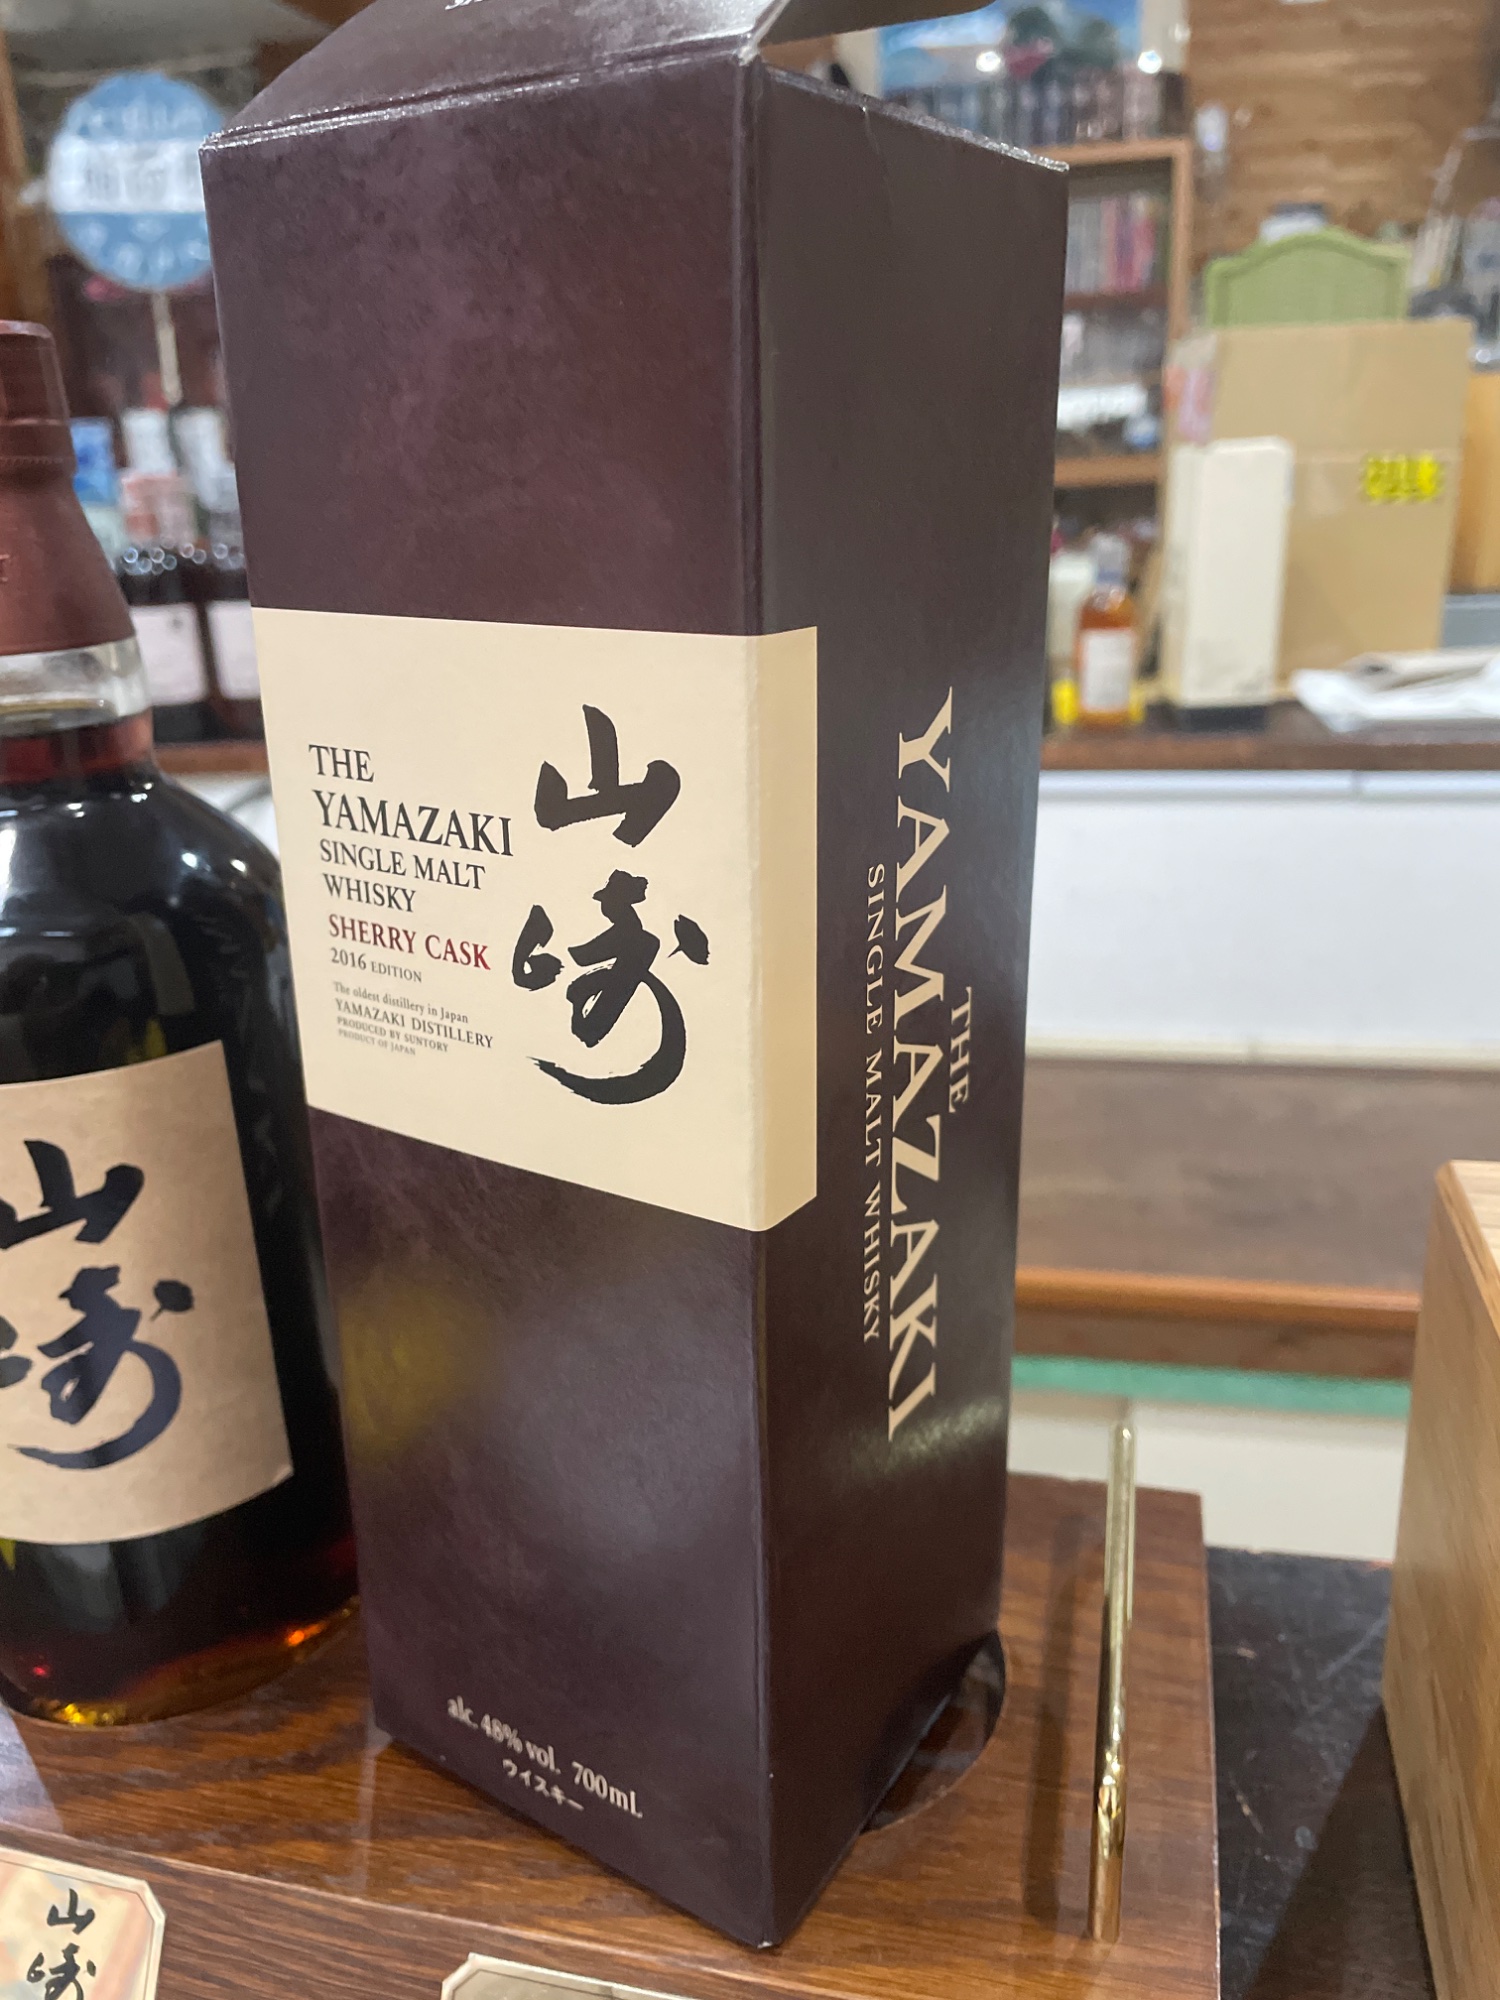 THE
YAMAZAKI
SINGLE MALT
WHISKY
SHERRY CASK
2016 EDITION
The oldest distillery in Japan
YAMAZAKI DISTILLERY
PRODUCED BY SUNTORY
PRODUCT OF JAPAN
山崎
alc. 48% vol. 700mL
ウイスキー
THE
YAMAZAKI
SINGLE MALT WHISKY
山崎
山崎